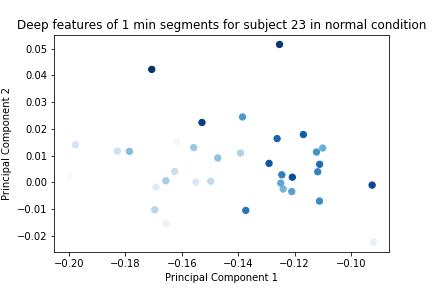 Deep features of 1 min segments for subject 23 in normal condition
0.05
0.04
0.03
0.02
0.01
0.00
−0.01
−0.02
Principal Component 2
−0.20 −0.18 −0.16 −0.14 −0.12 −0.10
Principal Component 1